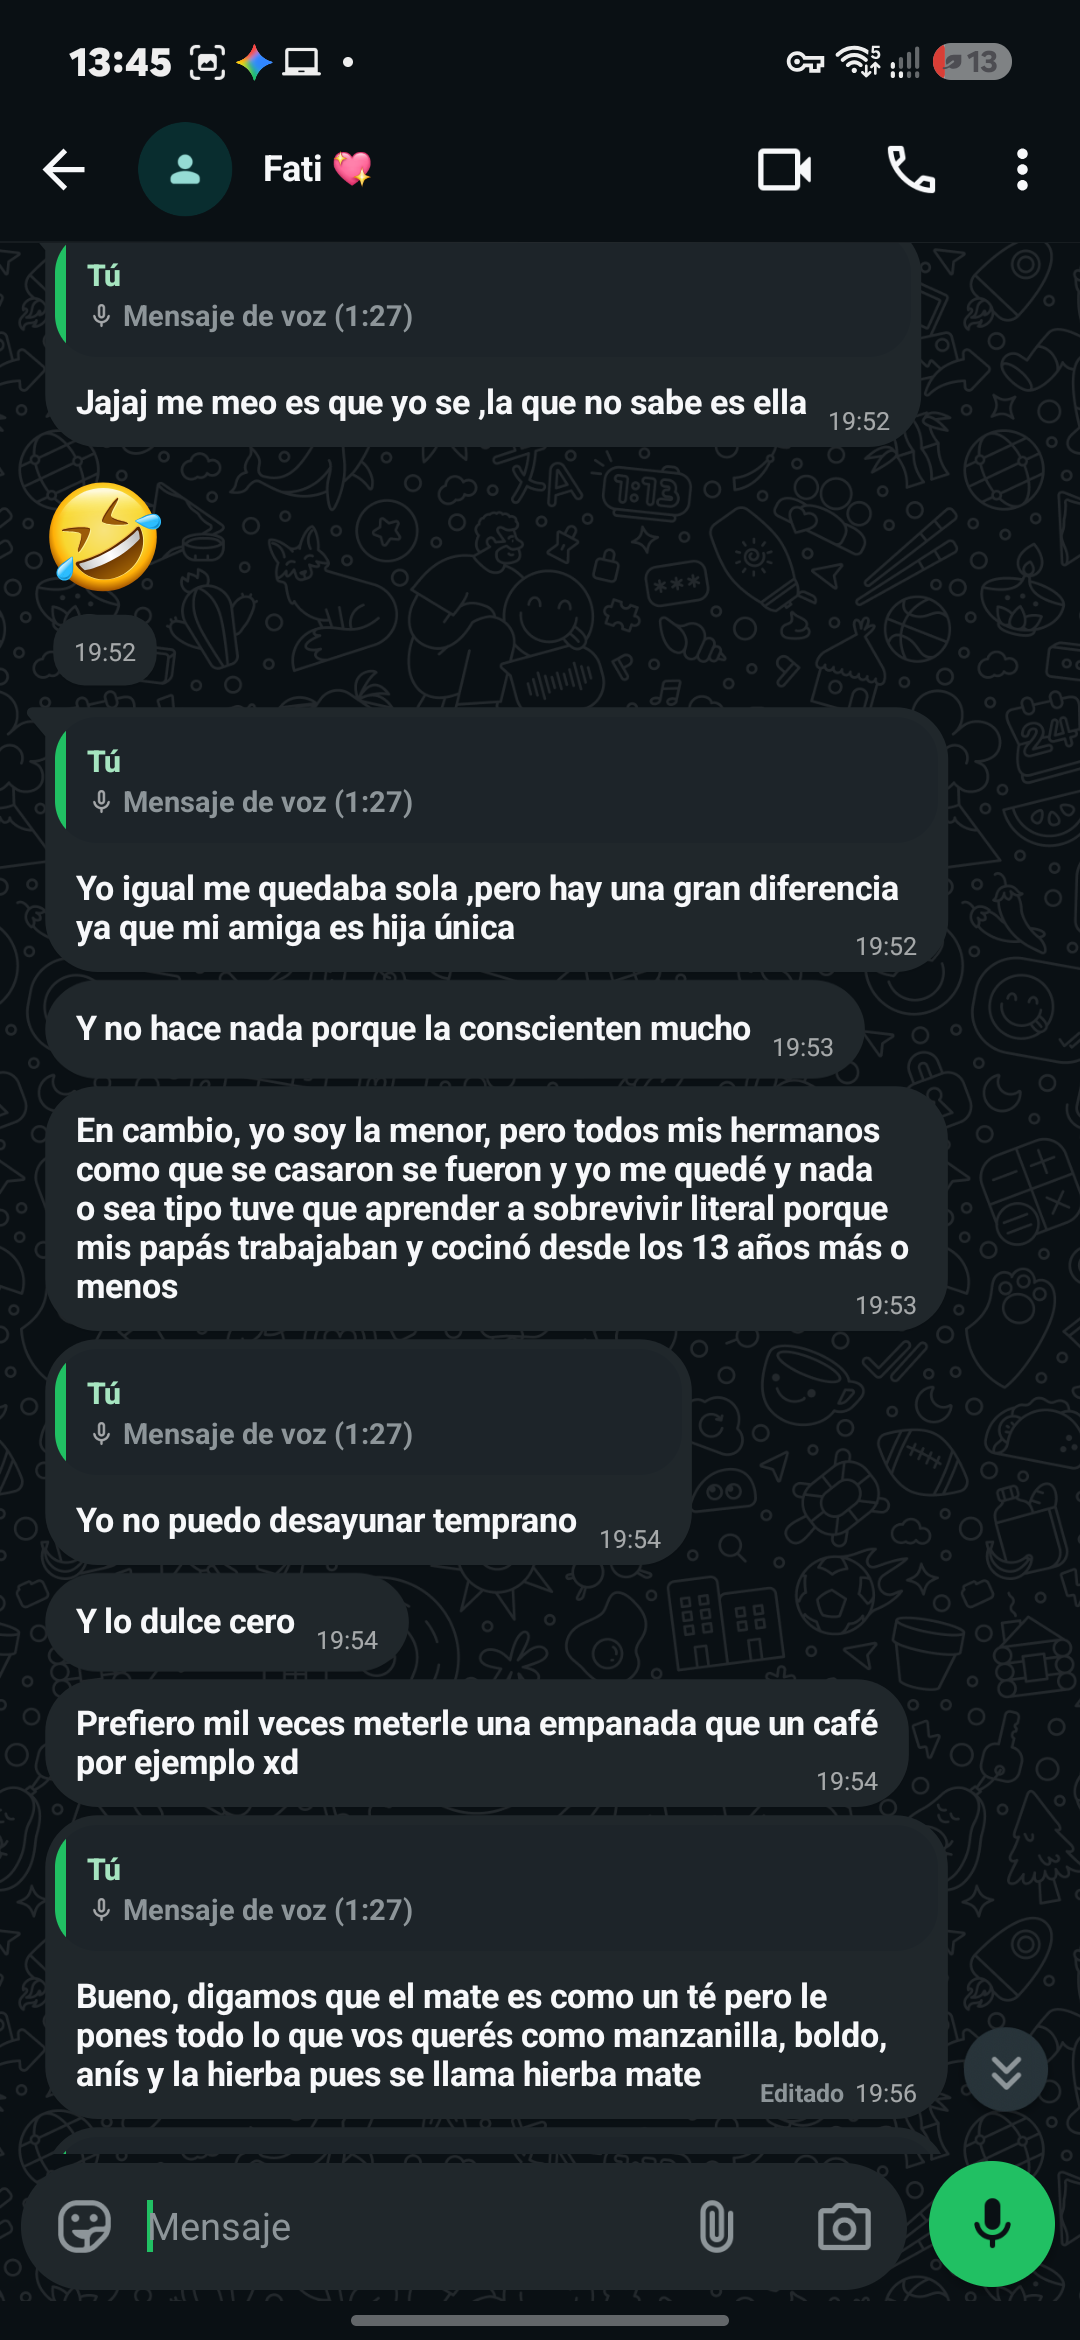 13:45
5
13
Fati 💖
Tú
Mensaje de voz (1:27)
Jajaj me meo es que yo se ,la que no sabe es ella
19:52
🤣
19:52
Tú
Mensaje de voz (1:27)
Yo igual me quedaba sola ,pero hay una gran diferencia
ya que mi amiga es hija única
19:52
Y no hace nada porque la conscienten mucho
19:53
En cambio, yo soy la menor, pero todos mis hermanos
como que se casaron se fueron y yo me quedé y nada
o sea tipo tuve que aprender a sobrevivir literal porque
mis papás trabajaban y cocinó desde los 13 años más o
menos
19:53
Tú
Mensaje de voz (1:27)
Yo no puedo desayunar temprano
19:54
Y lo dulce cero
19:54
Prefiero mil veces meterle una empanada que un café
por ejemplo xd
19:54
Tú
Mensaje de voz (1:27)
Bueno, digamos que el mate es como un té pero le
pones todo lo que vos querés como manzanilla, boldo,
anís y la hierba pues se llama hierba mate
Editado 19:56
Mensaje